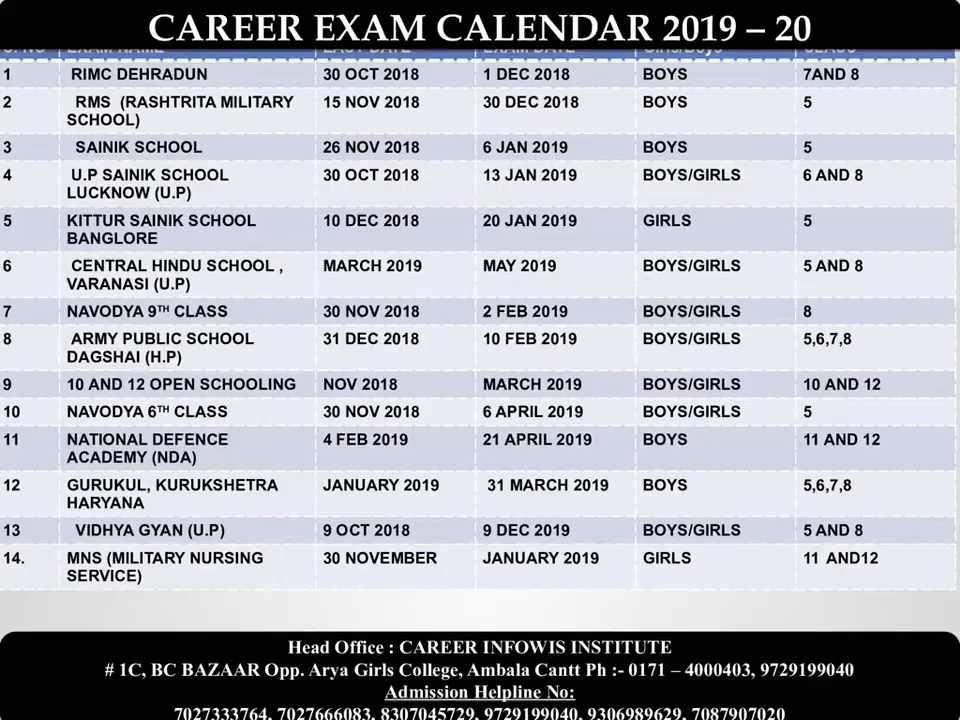 CAREER EXAM CALENDAR 2019 – 20
S. NO EXAM NAME LAST DATE EXAM DATE Girls/Boys CLASS
1 RIMC DEHRADUN 30 OCT 2018 1 DEC 2018 BOYS 7AND 8
2 RMS (RASHTRITA MILITARY SCHOOL) 15 NOV 2018 30 DEC 2018 BOYS 5
3 SAINIK SCHOOL 26 NOV 2018 6 JAN 2019 BOYS 5
4 U.P SAINIK SCHOOL LUCKNOW (U.P) 30 OCT 2018 13 JAN 2019 BOYS/GIRLS 6 AND 8
5 KITTUR SAINIK SCHOOL BANGLORE 10 DEC 2018 20 JAN 2019 GIRLS 5
6 CENTRAL HINDU SCHOOL , VARANASI (U.P) MARCH 2019 MAY 2019 BOYS/GIRLS 5 AND 8
7 NAVODYA 9TH CLASS 30 NOV 2018 2 FEB 2019 BOYS/GIRLS 8
8 ARMY PUBLIC SCHOOL DAGSHAI (H.P) 31 DEC 2018 10 FEB 2019 BOYS/GIRLS 5,6,7,8
9 10 AND 12 OPEN SCHOOLING NOV 2018 MARCH 2019 BOYS/GIRLS 10 AND 12
10 NAVODYA 6TH CLASS 30 NOV 2018 6 APRIL 2019 BOYS/GIRLS 5
11 NATIONAL DEFENCE ACADEMY (NDA) 4 FEB 2019 21 APRIL 2019 BOYS 11 AND 12
12 GURUKUL, KURUKSHETRA HARYANA JANUARY 2019 31 MARCH 2019 BOYS 5,6,7,8
13 VIDHYA GYAN (U.P) 9 OCT 2018 9 DEC 2019 BOYS/GIRLS 5 AND 8
14. MNS (MILITARY NURSING SERVICE) 30 NOVEMBER JANUARY 2019 GIRLS 11 AND12
Head Office : CAREER INFOWIS INSTITUTE
# 1C, BC BAZAAR Opp. Arya Girls College, Ambala Cantt Ph :- 0171 – 4000403, 9729199040
Admission Helpline No:
7027333764, 7027666083, 8307045729, 9729199040, 9306989629, 7087907020